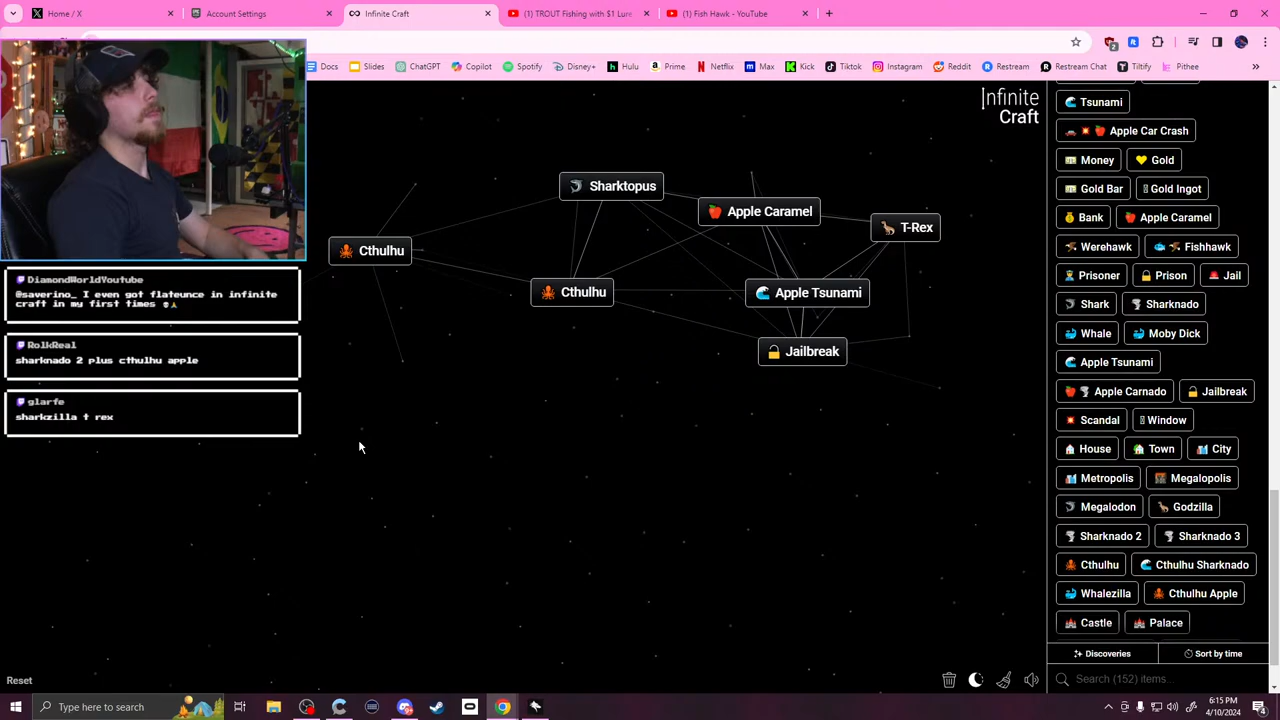 Home / X
Account Settings
Infinite Craft
(1) TROUT Fishing with $1 Lure
(1) Fish Hawk - YouTube
Docs
Slides
ChatGPT
Copilot
Spotify
Disney+
Hulu
Prime
Netflix
Max
Kick
Tiktok
Instagram
Reddit
Restream
Restream Chat
Tiltify
Pithee
Infinite
Craft
Sharktopus
Apple Caramel
T-Rex
Cthulhu
Cthulhu
Apple Tsunami
Jailbreak
DiamondWorldYoutube
@saverino_ I even got flateunce in infinite
craft in my first times
RolkReal
sharknado 2 plus cthulhu apple
glarfe
sharkzilla t rex
Tsunami
Apple Car Crash
Money Gold
Gold Bar Gold Ingot
Bank Apple Caramel
Werehawk Fishhawk
Prisoner Prison Jail
Shark Sharknado
Whale Moby Dick
Apple Tsunami
Apple Carnado Jailbreak
Scandal Window
House Town City
Metropolis Megalopolis
Megalodon Godzilla
Sharknado 2 Sharknado 3
Cthulhu Cthulhu Sharknado
Whalezilla Cthulhu Apple
Castle Palace
Discoveries Sort by time
Search (152) items...
Reset
Type here to search
6:15 PM
4/10/2024